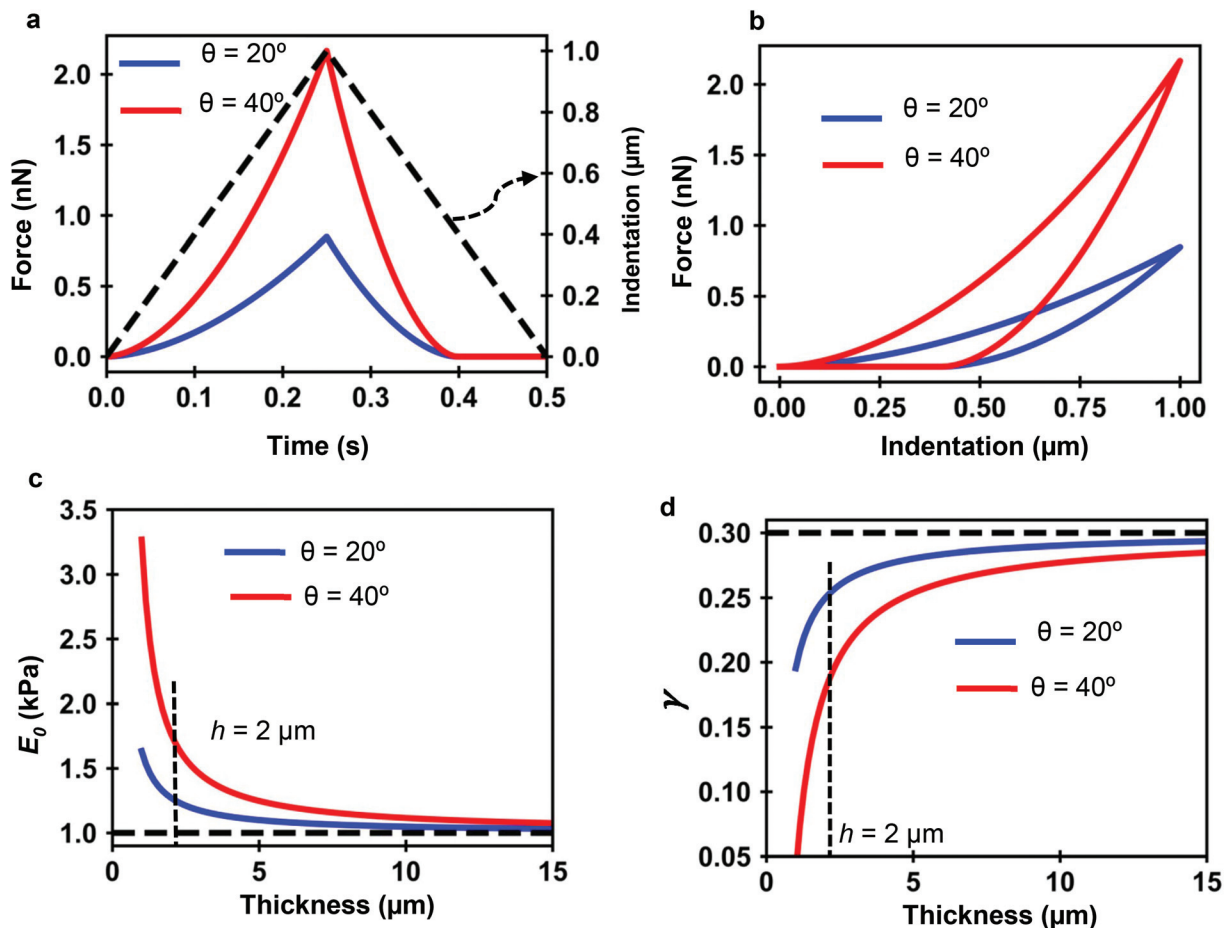 a
θ = 20º
θ = 40º
Force (nN)
2.0
1.5
1.0
0.5
0.0
Indentation (μm)
1.0
0.8
0.6
0.4
0.2
0.0
0.0 0.1 0.2 0.3 0.4 0.5
Time (s)
b
θ = 20º
θ = 40º
Force (nN)
2.0
1.5
1.0
0.5
0.0
0.00 0.25 0.50 0.75 1.00
Indentation (μm)
c
θ = 20º
θ = 40º
E0 (kPa)
3.5
3.0
2.5
2.0
1.5
1.0
h = 2 μm
0 5 10 15
Thickness (μm)
d
θ = 20º
θ = 40º
γ
0.30
0.25
0.20
0.15
0.10
0.05
h = 2 μm
0 5 10 15
Thickness (μm)